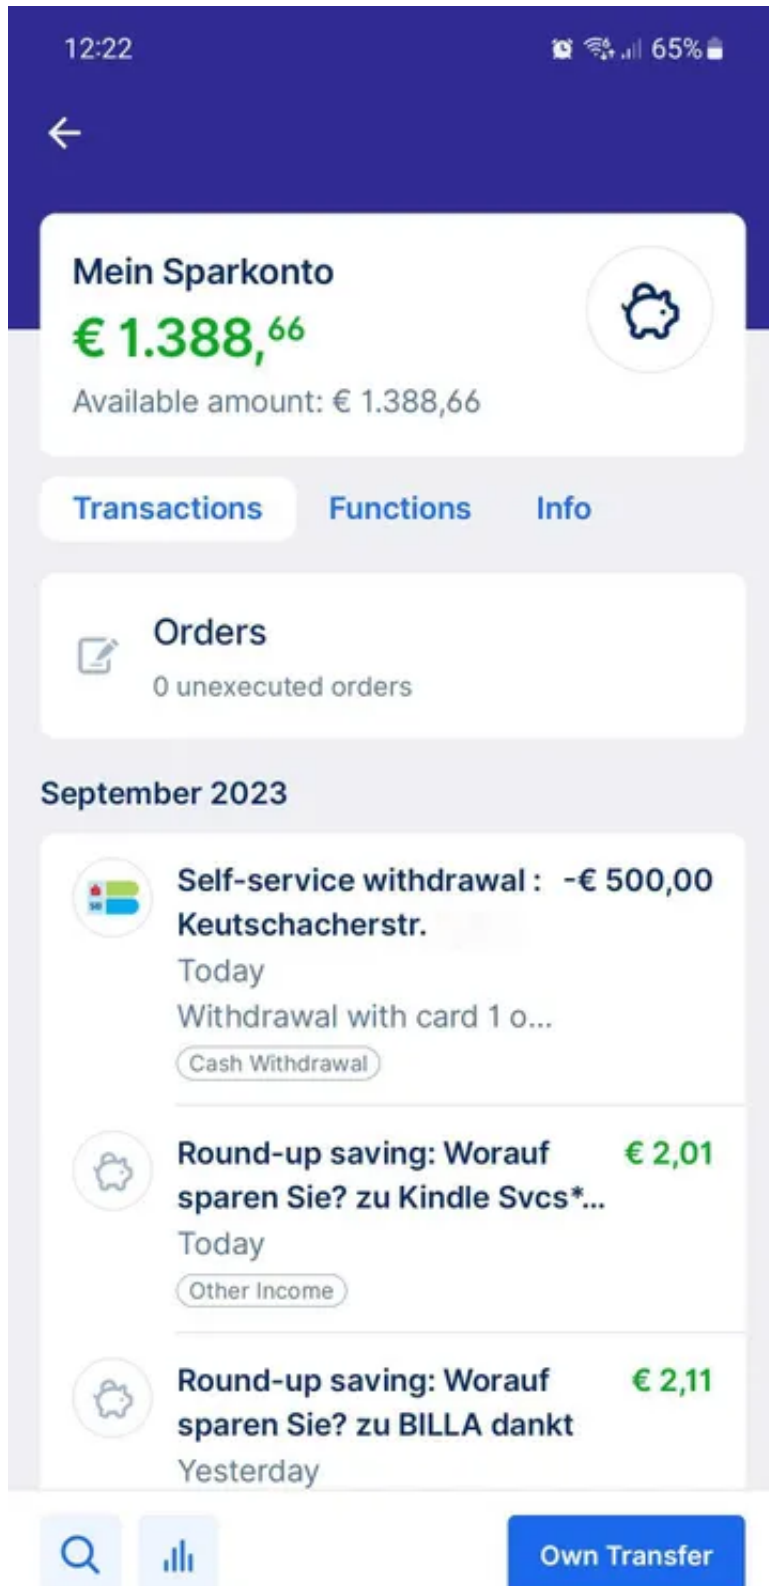 12:22
65%
Mein Sparkonto
€ 1.388,66
Available amount: € 1.388,66
Transactions Functions Info
Orders
0 unexecuted orders
September 2023
Self-service withdrawal : -€ 500,00
Keutschacherstr.
Today
Withdrawal with card 1 o...
Cash Withdrawal
Round-up saving: Worauf € 2,01
sparen Sie? zu Kindle Svcs*...
Today
Other Income
Round-up saving: Worauf € 2,11
sparen Sie? zu BILLA dankt
Yesterday
Own Transfer